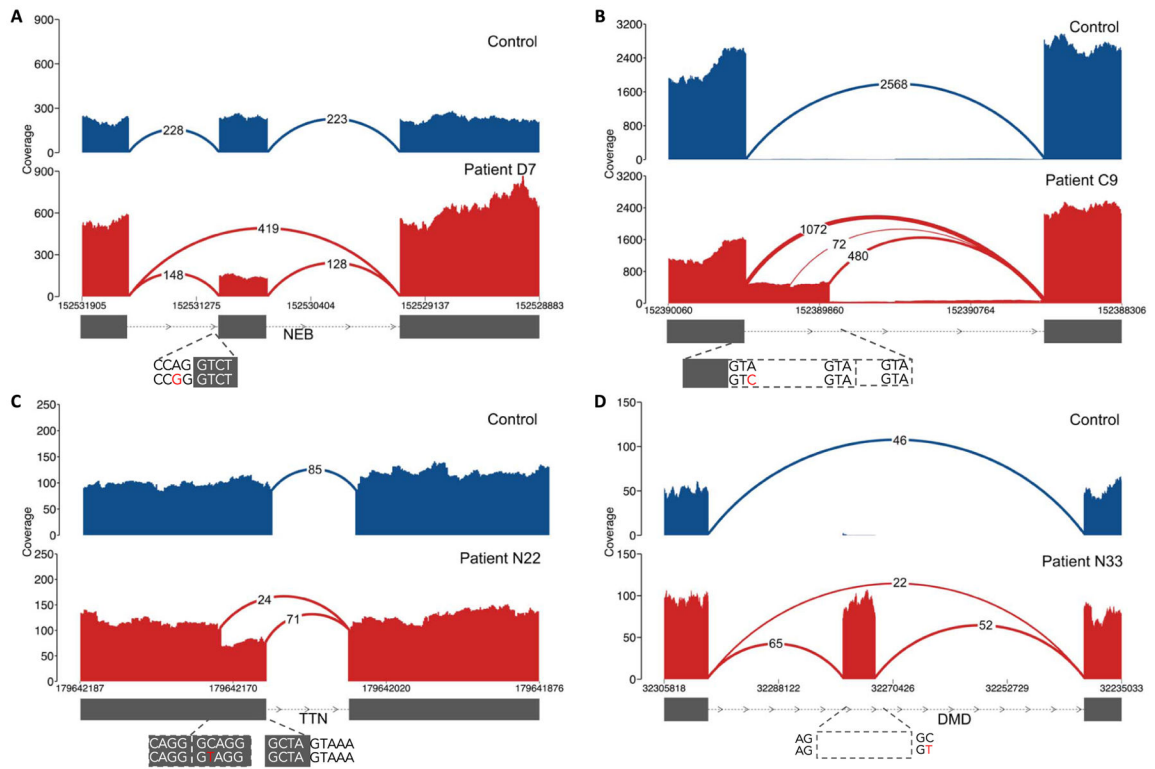 A
900
600
300
0
Coverage
Control
228
223
Patient D7
900
600
300
0
419
148
128
152531905
152531275
152530404
152529137
152528883
NEB
CCAG GTCT
CCGG GTCT
B
3200
2400
1600
800
0
Coverage
Control
2568
Patient C9
3200
2400
1600
800
0
1072
72
480
152390060
152389860
152390764
152388306
GTA GTA GTA
GTC GTA GTA
C
250
200
150
100
50
0
Coverage
Control
85
Patient N22
250
200
150
100
50
0
24
71
179642187
179642170
179642020
179641876
TTN
CAGG GCAGG GCTA GTAAA
CAGG GTAGG GCTA GTAAA
D
150
100
50
0
Coverage
Control
46
Patient N33
150
100
50
0
22
65
52
32305818
32288122
32270426
32252729
32235033
DMD
AG GC
AG GT